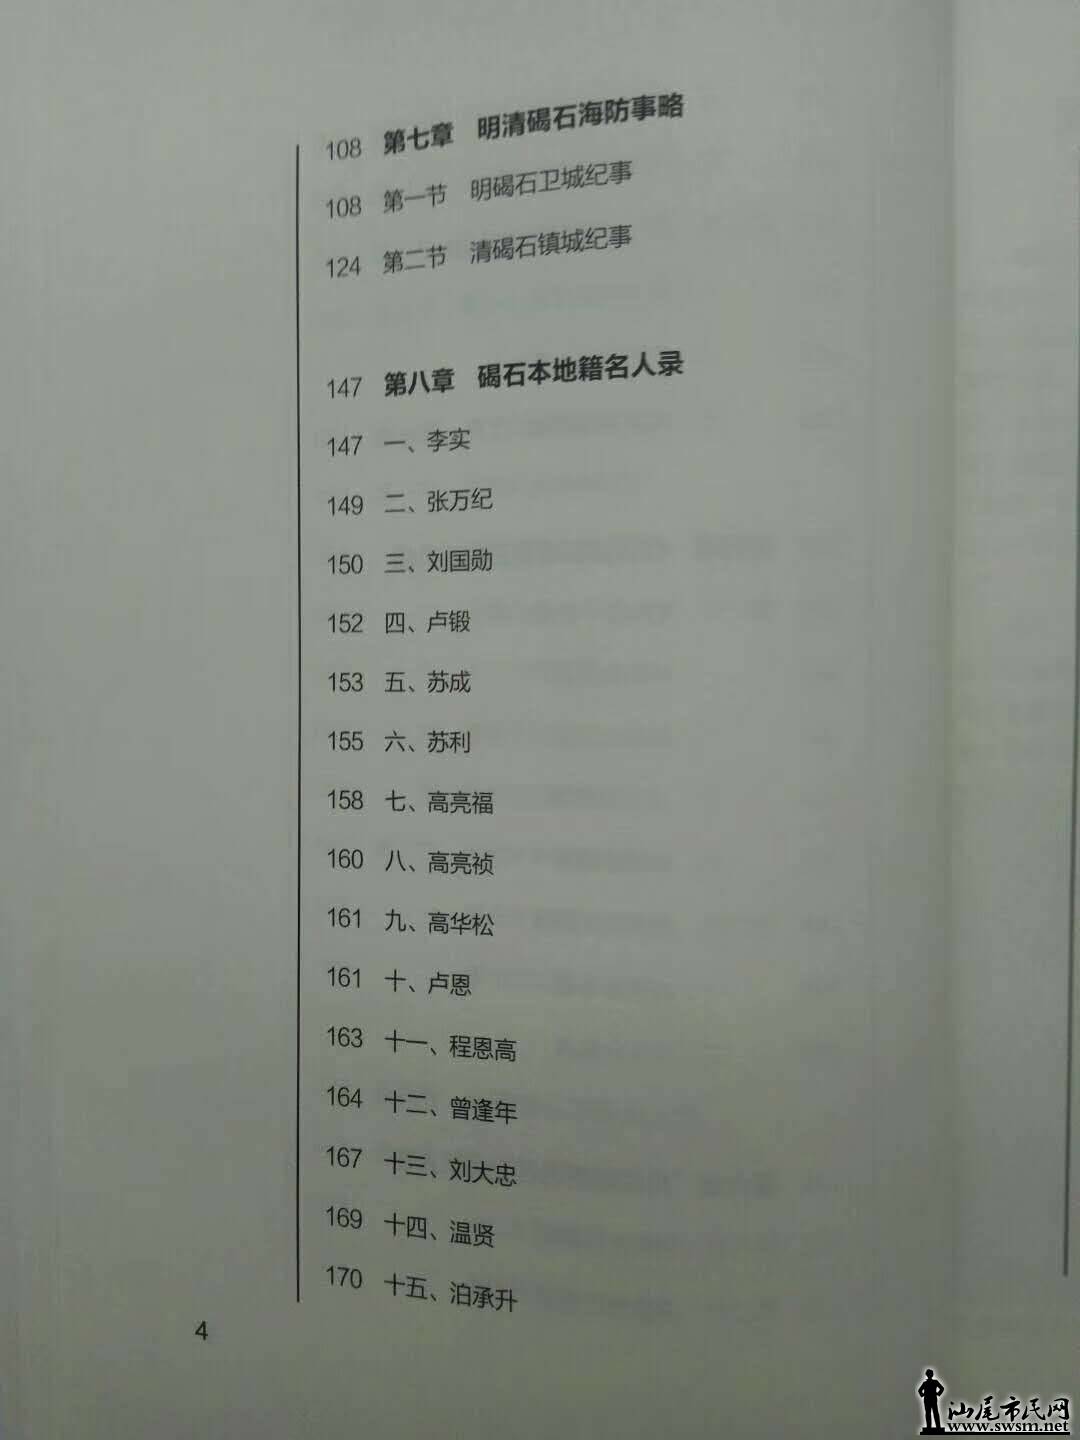 108 第七章 明清碣石海防事略
108 第一节 明碣石卫城纪事
124 第二节 清碣石镇城纪事
147 第八章 碣石本地籍名人录
147 一、李实
149 二、张万纪
150 三、刘国勋
152 四、卢锻
153 五、苏成
155 六、苏利
158 七、高亮福
160 八、高亮祯
161 九、高华松
161 十、卢恩
163 十一、程恩高
164 十二、曾逢年
167 十三、刘大忠
169 十四、温贤
170 十五、泊承升
4
汕尾市民网
www.swsm.net